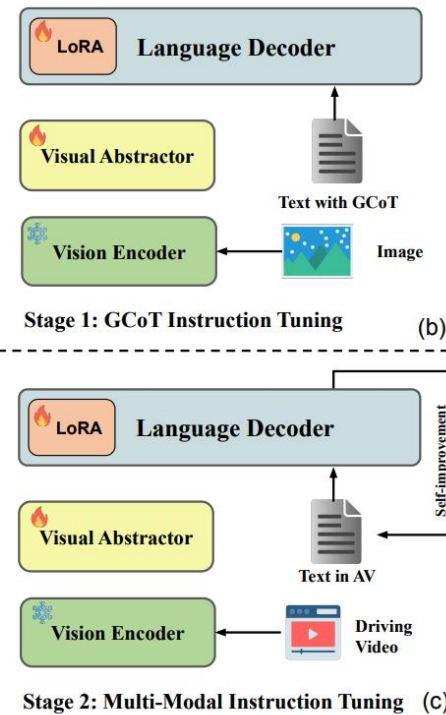 LoRA
Language Decoder
Visual Abstractor
Text with GCoT
Vision Encoder
Image
Stage 1: GCoT Instruction Tuning
(b)
LoRA
Language Decoder
Self-improvement
Visual Abstractor
Text in AV
Vision Encoder
Driving
Video
Stage 2: Multi-Modal Instruction Tuning
(c)